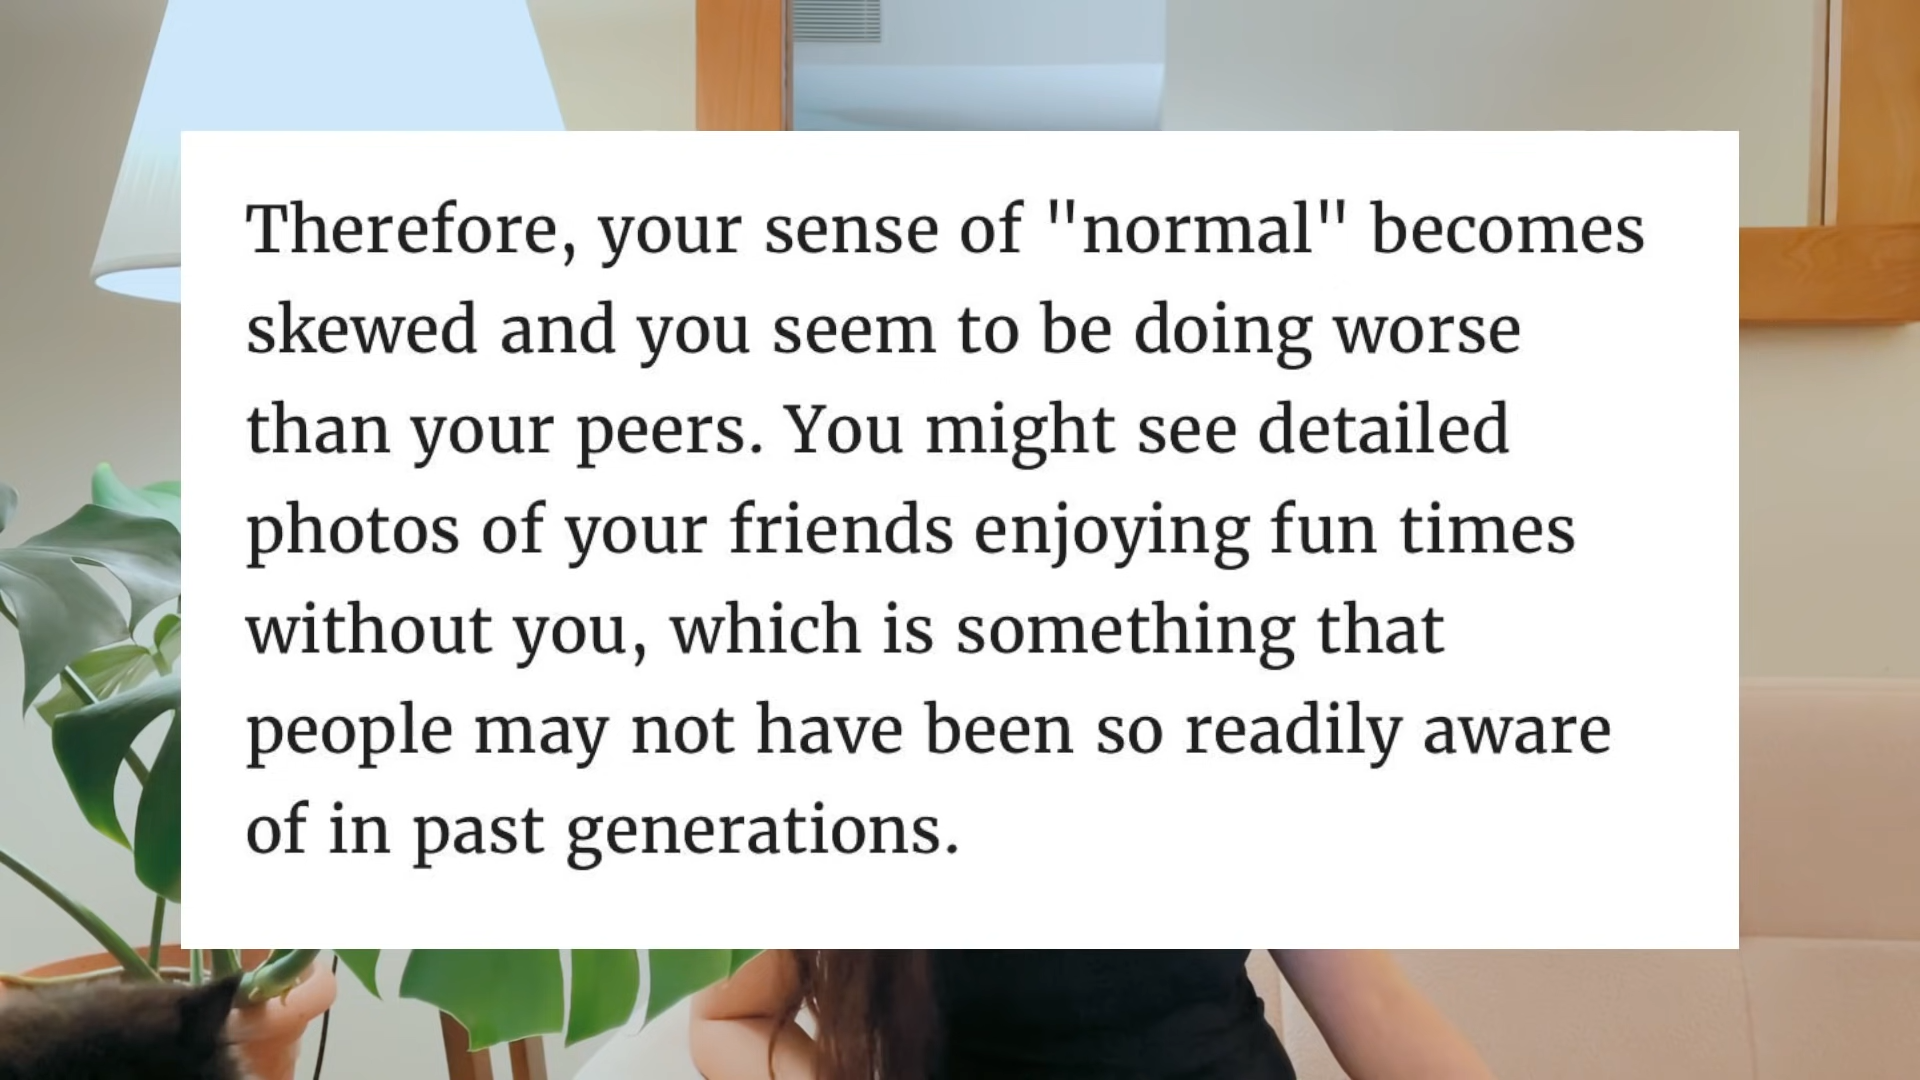 Therefore, your sense of "normal" becomes
skewed and you seem to be doing worse
than your peers. You might see detailed
photos of your friends enjoying fun times
without you, which is something that
people may not have been so readily aware
of in past generations.